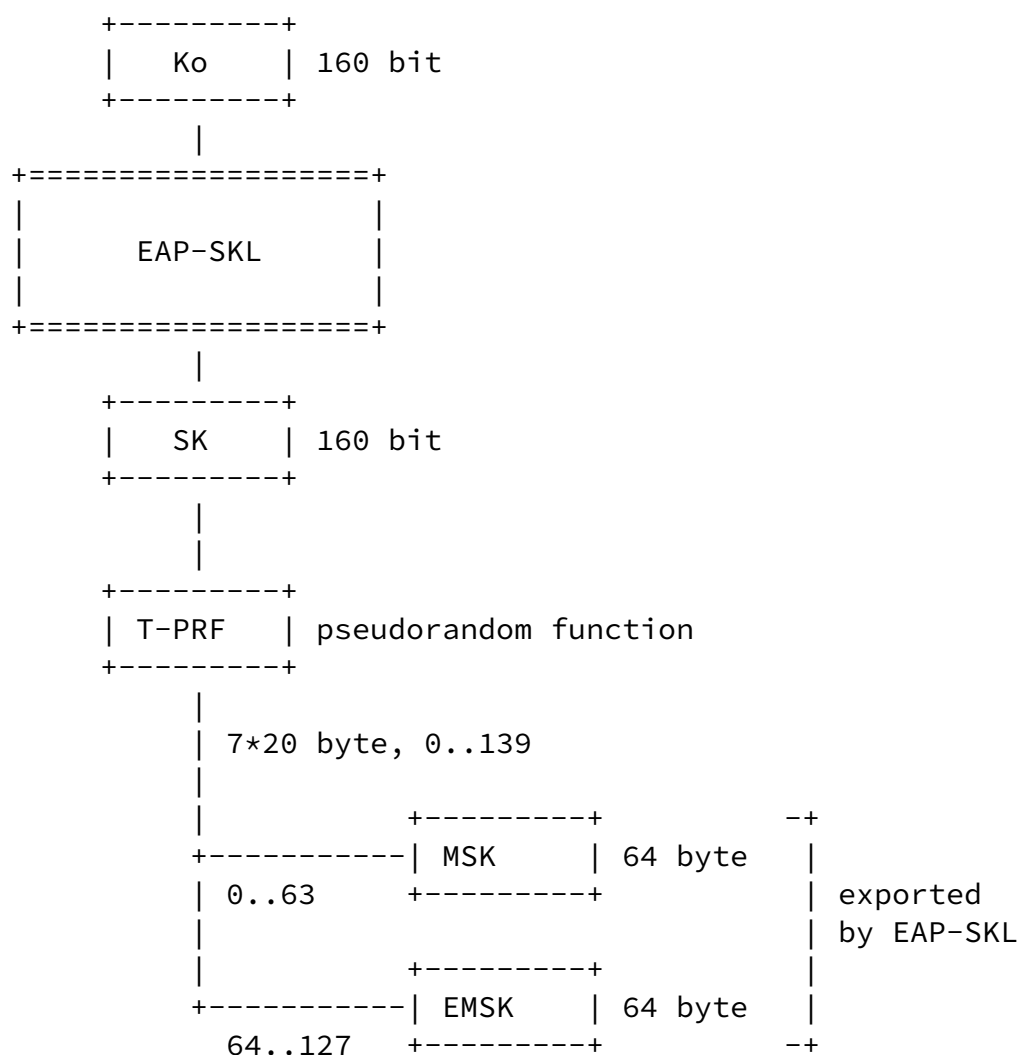 Ko 160 bit
EAP-SKL
SK 160 bit
T-PRF pseudorandom function
7*20 byte, 0..139
MSK 64 byte
0..63 exported
by EAP-SKL
EMSK 64 byte
64..127